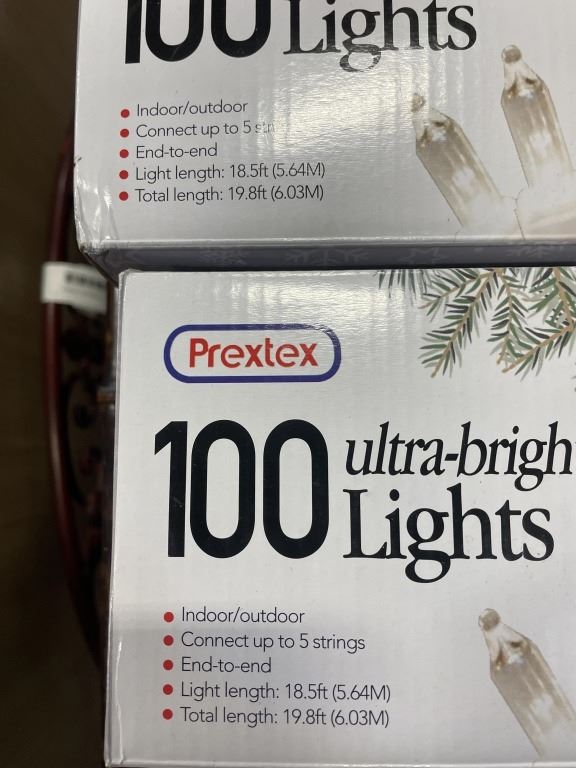 100 Lights
• Indoor/outdoor
• Connect up to 5
• End-to-end
• Light length: 18.5ft (5.64M)
• Total length: 19.8ft (6.03M)
Prextex
100 ultra-brigh
Lights
• Indoor/outdoor
• Connect up to 5 strings
• End-to-end
• Light length: 18.5ft (5.64M)
• Total length: 19.8ft (6.03M)